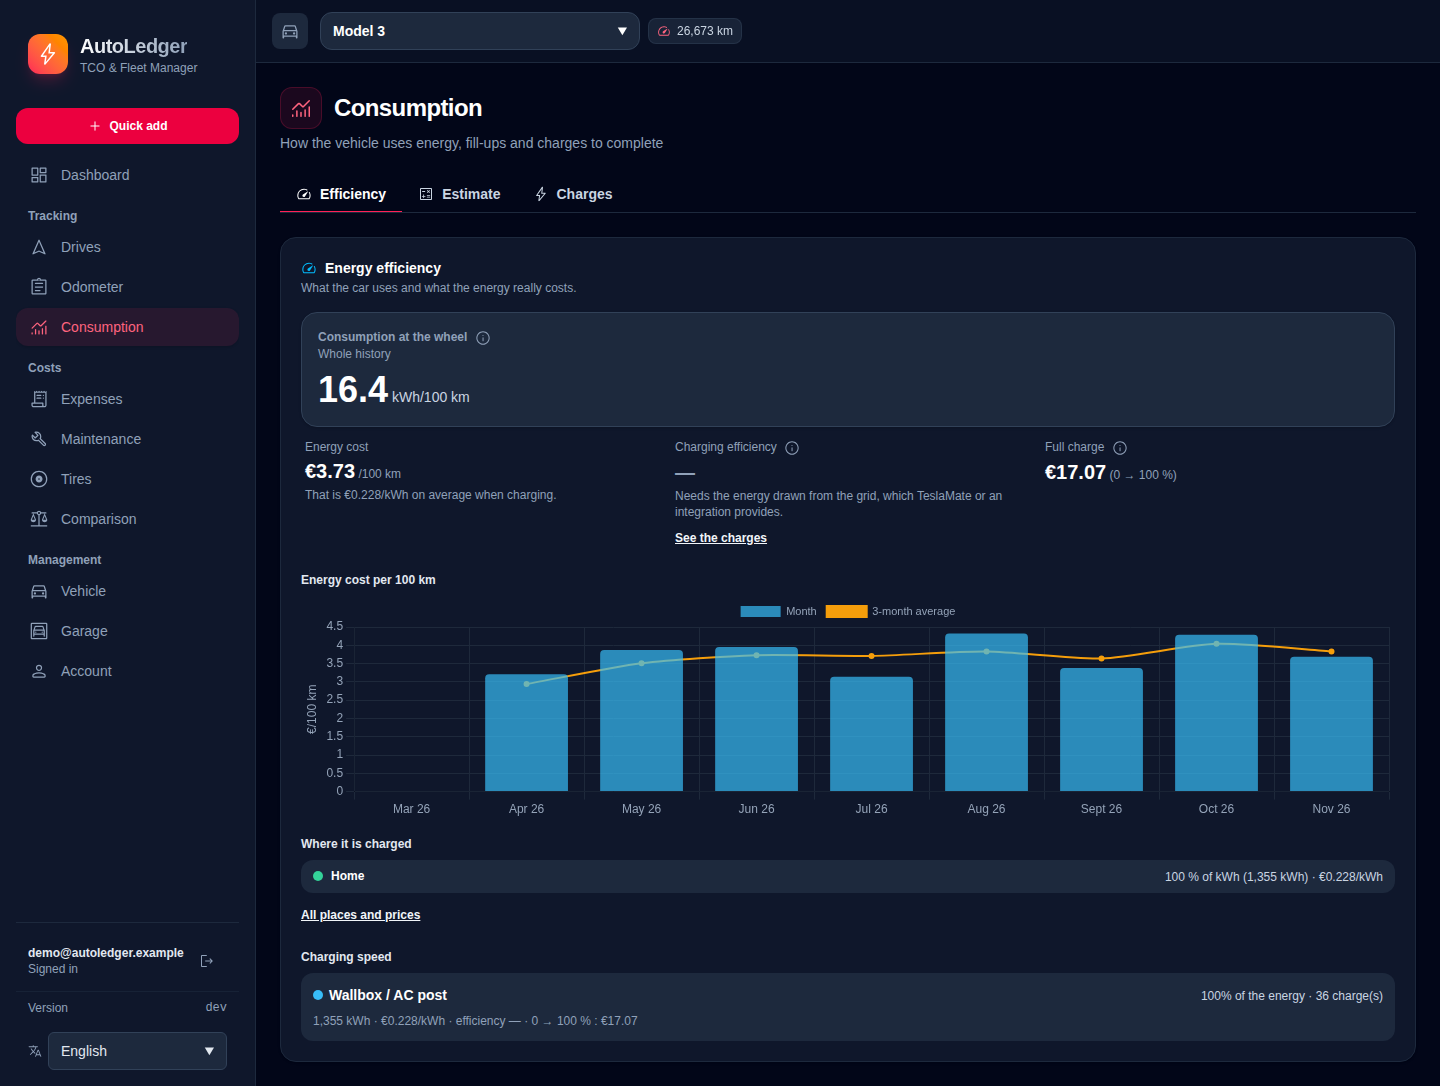 AutoLedger
TCO & Fleet Manager
Quick add
Dashboard
Tracking
Drives
Odometer
Consumption
Costs
Expenses
Maintenance
Tires
Comparison
Management
Vehicle
Garage
Account
demo@autoledger.example
Signed in
Version dev
English
Model 3
26,673 km
Consumption
How the vehicle uses energy, fill-ups and charges to complete
Efficiency Estimate Charges
Energy efficiency
What the car uses and what the energy really costs.
Consumption at the wheel
Whole history
16.4 kWh/100 km
Energy cost
€3.73 /100 km
That is €0.228/kWh on average when charging.
Charging efficiency
—
Needs the energy drawn from the grid, which TeslaMate or an
integration provides.
See the charges
Full charge
€17.07 (0 → 100 %)
Energy cost per 100 km
Month 3-month average
€/100 km
4.5
4
3.5
3
2.5
2
1.5
1
0.5
0
Mar 26 Apr 26 May 26 Jun 26 Jul 26 Aug 26 Sept 26 Oct 26 Nov 26
Where it is charged
Home 100 % of kWh (1,355 kWh) · €0.228/kWh
All places and prices
Charging speed
Wallbox / AC post 100% of the energy · 36 charge(s)
1,355 kWh · €0.228/kWh · efficiency — · 0 → 100 % : €17.07